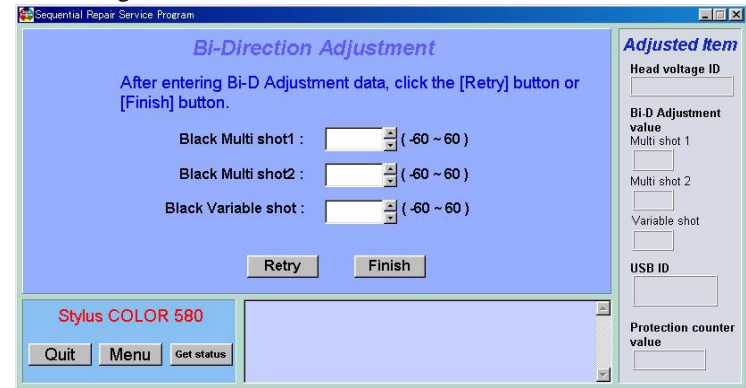 Sequential Repair Service Program
Bi-Direction Adjustment
After entering Bi-D Adjustment data, click the [Retry] button or
[Finish] button.
Black Multi shot1 : ( -60 ~ 60 )
Black Multi shot2 : ( -60 ~ 60 )
Black Variable shot : ( -60 ~ 60 )
Retry Finish
Stylus COLOR 580
Quit Menu Get status
Adjusted Item
Head voltage ID
Bi-D Adjustment
value
Multi shot 1
Multi shot 2
Variable shot
USB ID
Protection counter
value